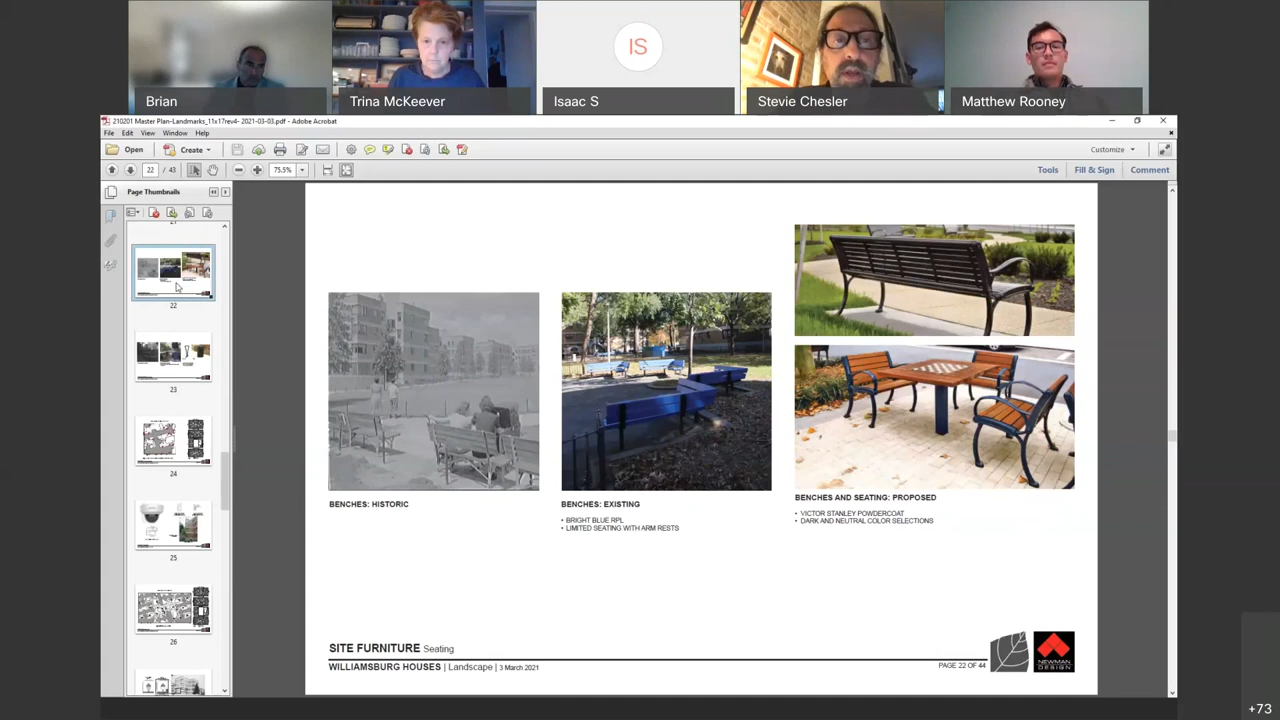 Brian
Trina McKeever
IS
Isaac S
Stevie Chesler
Matthew Rooney
210201 Master Plan-Landmarks_11x17rev4- 2021-03-03.pdf - Adobe Acrobat
File Edit View Window Help
Open Create Customize
22 / 43 75.5% Tools Fill & Sign Comment
Page Thumbnails
21
22
23
24
25
26
BENCHES: HISTORIC
BENCHES: EXISTING
• BRIGHT BLUE RPL
• LIMITED SEATING WITH ARM RESTS
BENCHES AND SEATING: PROPOSED
• VICTOR STANLEY POWDERCOAT
• DARK AND NEUTRAL COLOR SELECTIONS
SITE FURNITURE Seating
WILLIAMSBURG HOUSES | Landscape | 3 March 2021
PAGE 22 OF 44
NEWMAN
DESIGN
+73